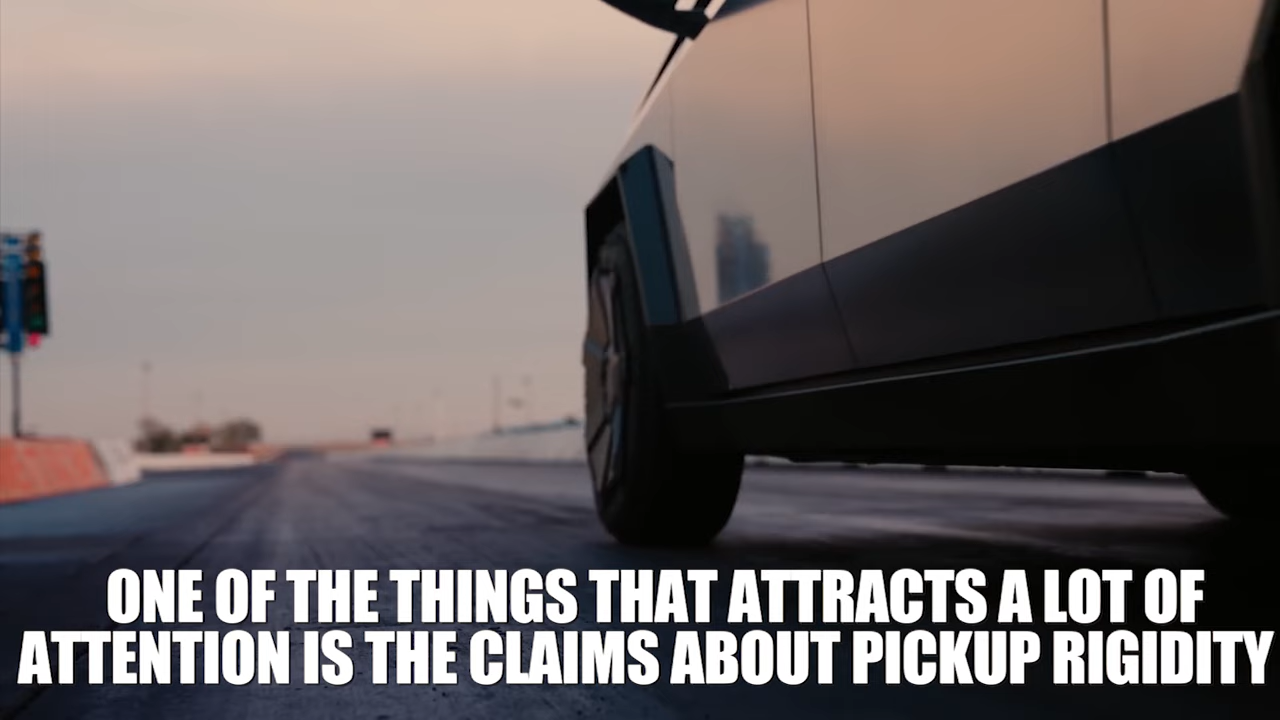 ONE OF THE THINGS THAT ATTRACTS A LOT OF
ATTENTION IS THE CLAIMS ABOUT PICKUP RIGIDITY